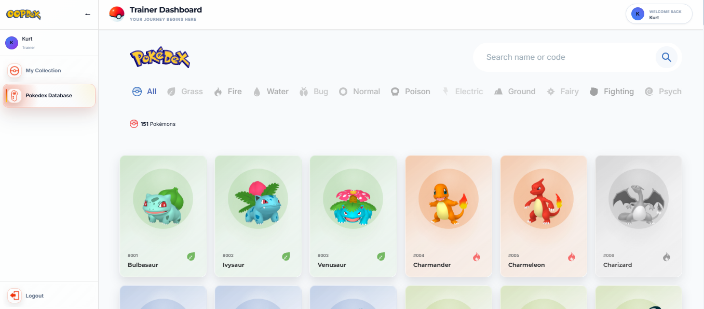 POKéDEX
←
K
Kurt
Trainer
My Collection
Pokedex Database
Logout
Trainer Dashboard
YOUR JOURNEY BEGINS HERE
K
WELCOME BACK
Kurt
POKéDEX
Search name or code
All Grass Fire Water Bug Normal Poison Electric Ground Fairy Fighting Psych
151 Pokémons
#001
Bulbasaur
#002
Ivysaur
#003
Venusaur
#004
Charmander
#005
Charmeleon
#006
Charizard